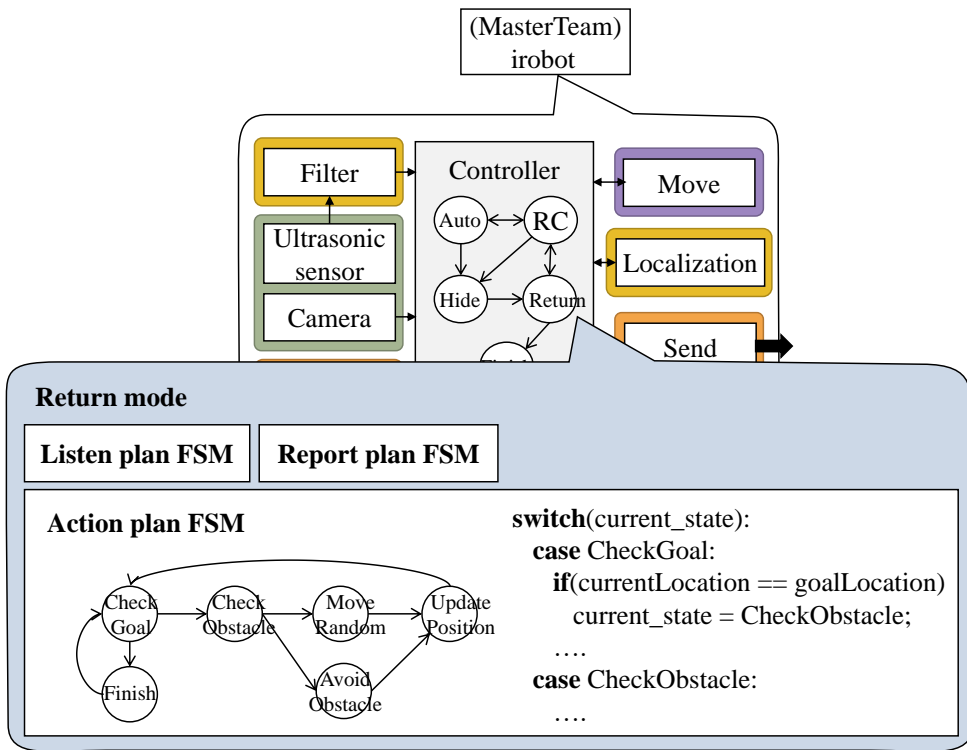 (MasterTeam)
irobot
Filter
Ultrasonic
sensor
Camera
Controller
Auto
RC
Hide
Return
Move
Localization
Send
Return mode
Listen plan FSM
Report plan FSM
Action plan FSM
Check
Goal
Check
Obstacle
Move
Random
Update
Position
Finish
Avoid
Obstacle
switch(current_state):
case CheckGoal:
if(currentLocation == goalLocation)
current_state = CheckObstacle;
….
case CheckObstacle:
….